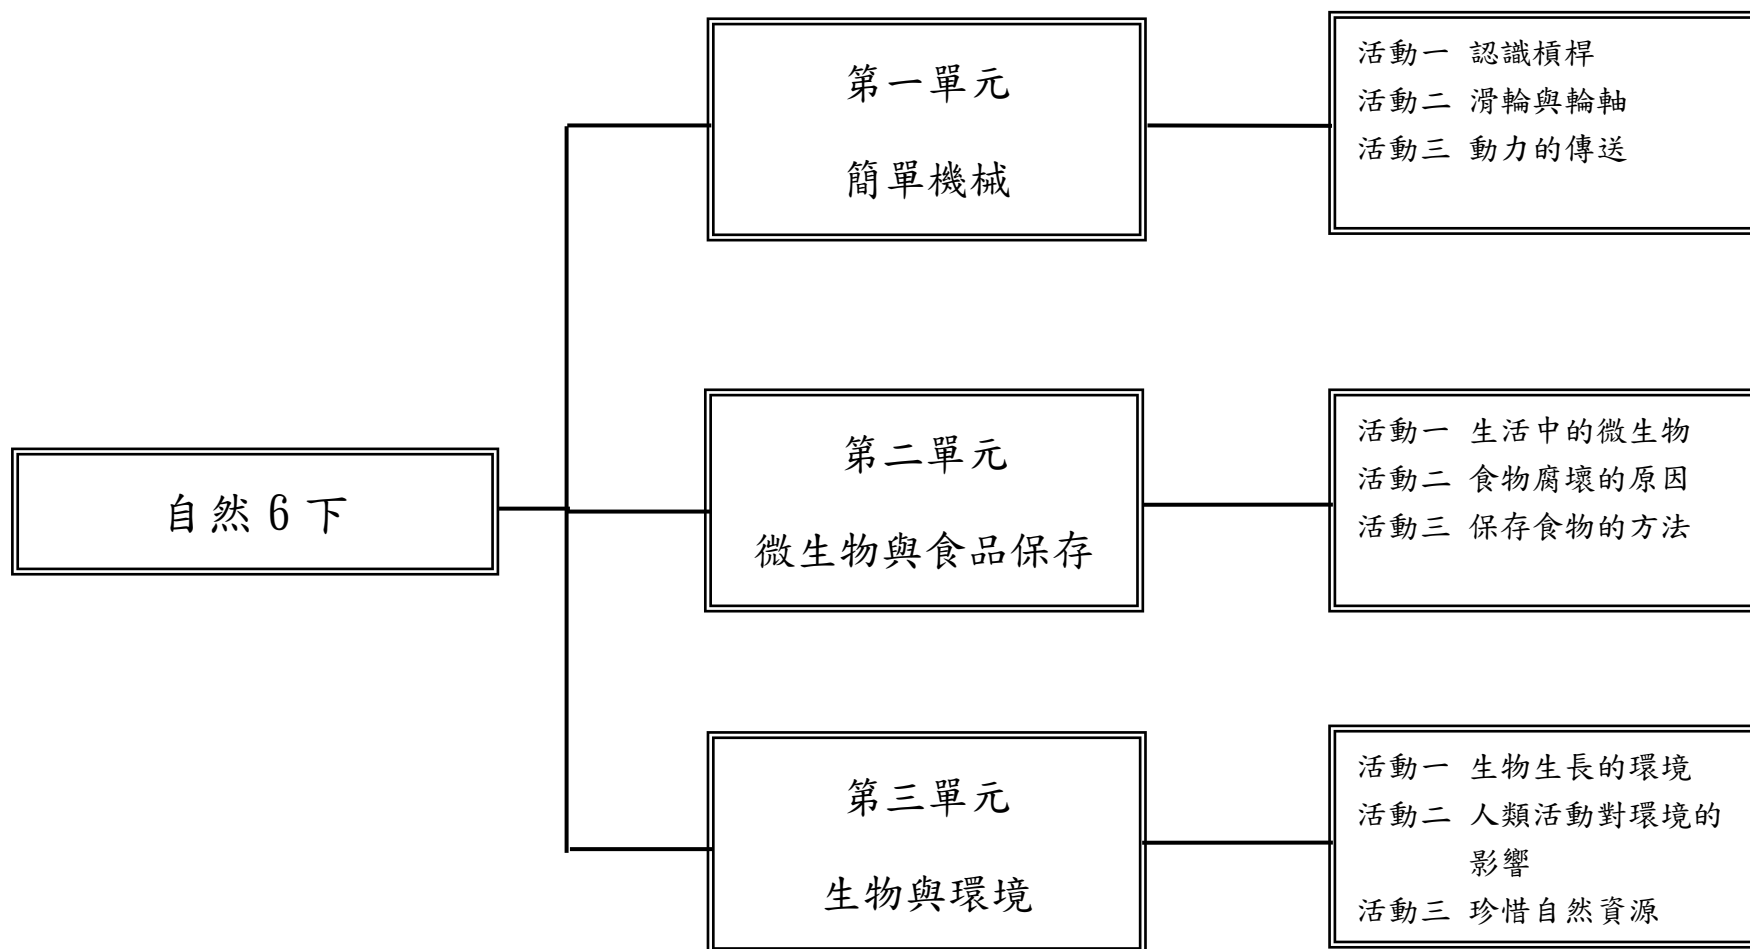 自然6下
第一單元
簡單機械
活動一 認識槓桿
活動二 滑輪與輪軸
活動三 動力的傳送
第二單元
微生物與食品保存
活動一 生活中的微生物
活動二 食物腐壞的原因
活動三 保存食物的方法
第三單元
生物與環境
活動一 生物生長的環境
活動二 人類活動對環境的
影響
活動三 珍惜自然資源